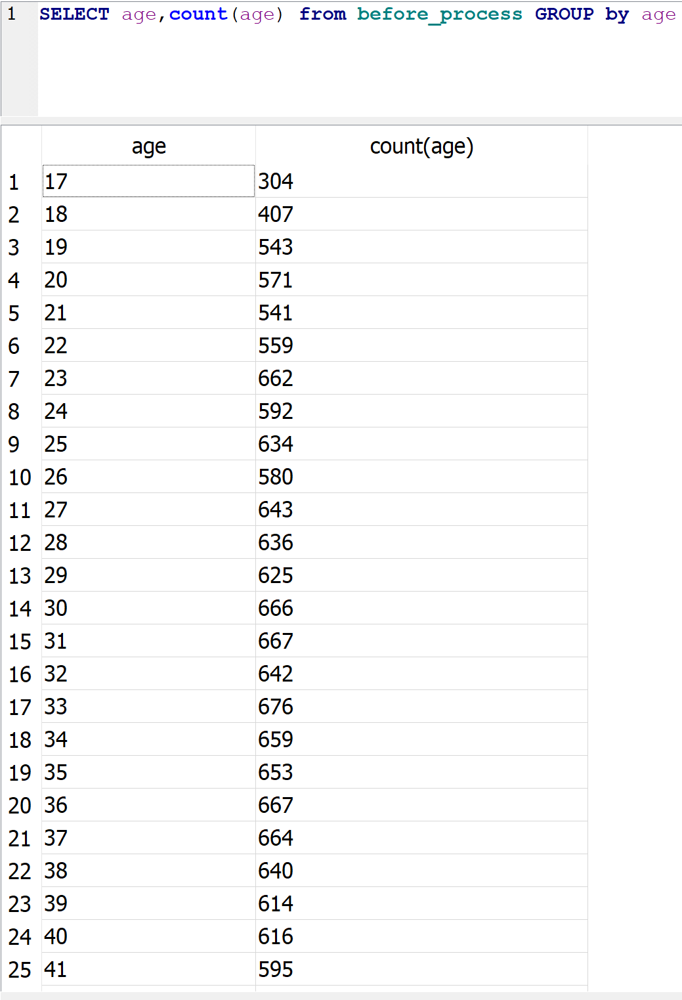 1 SELECT age,count(age) from before_process GROUP by age
age count(age)
1 17 304
2 18 407
3 19 543
4 20 571
5 21 541
6 22 559
7 23 662
8 24 592
9 25 634
10 26 580
11 27 643
12 28 636
13 29 625
14 30 666
15 31 667
16 32 642
17 33 676
18 34 659
19 35 653
20 36 667
21 37 664
22 38 640
23 39 614
24 40 616
25 41 595